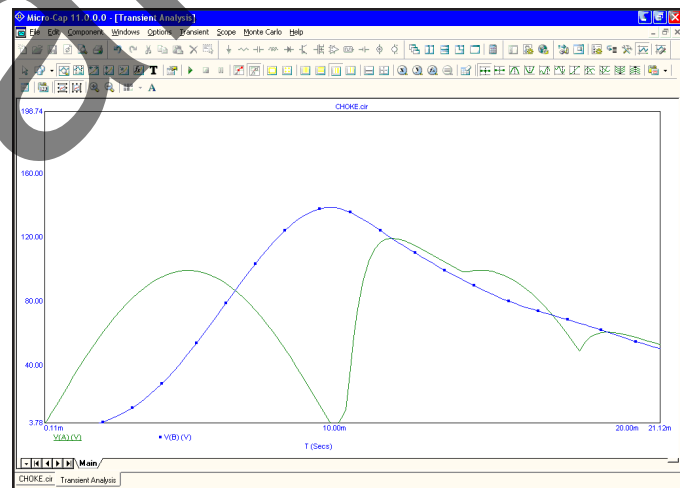 Micro-Cap 11.0.0.0 - [Transient Analysis]
File Edit Component Windows Options Transient Scope Monte Carlo Help
CHOKE.cir
198.74
160.00
120.00
80.00
40.00
3.78
0.11m 10.00m 20.00m 21.12m
V(A) (V) V(B) (V)
T (Secs)
Main
CHOKE.cir Transient Analysis